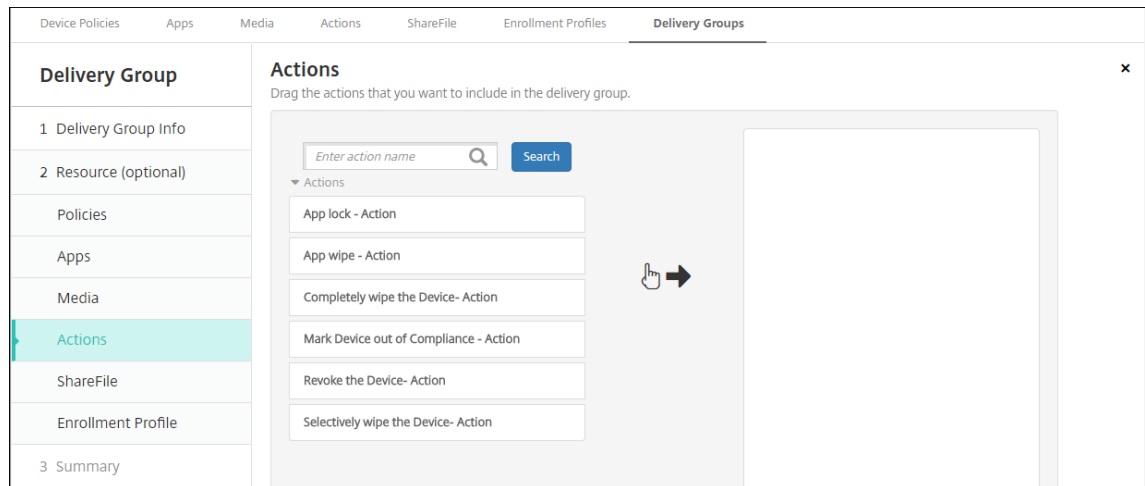 Device Policies Apps Media Actions ShareFile Enrollment Profiles Delivery Groups
Delivery Group
1 Delivery Group Info
2 Resource (optional)
Policies
Apps
Media
Actions
ShareFile
Enrollment Profile
3 Summary
Actions
Drag the actions that you want to include in the delivery group.
Enter action name Search
Actions
App lock - Action
App wipe - Action
Completely wipe the Device- Action
Mark Device out of Compliance - Action
Revoke the Device- Action
Selectively wipe the Device- Action